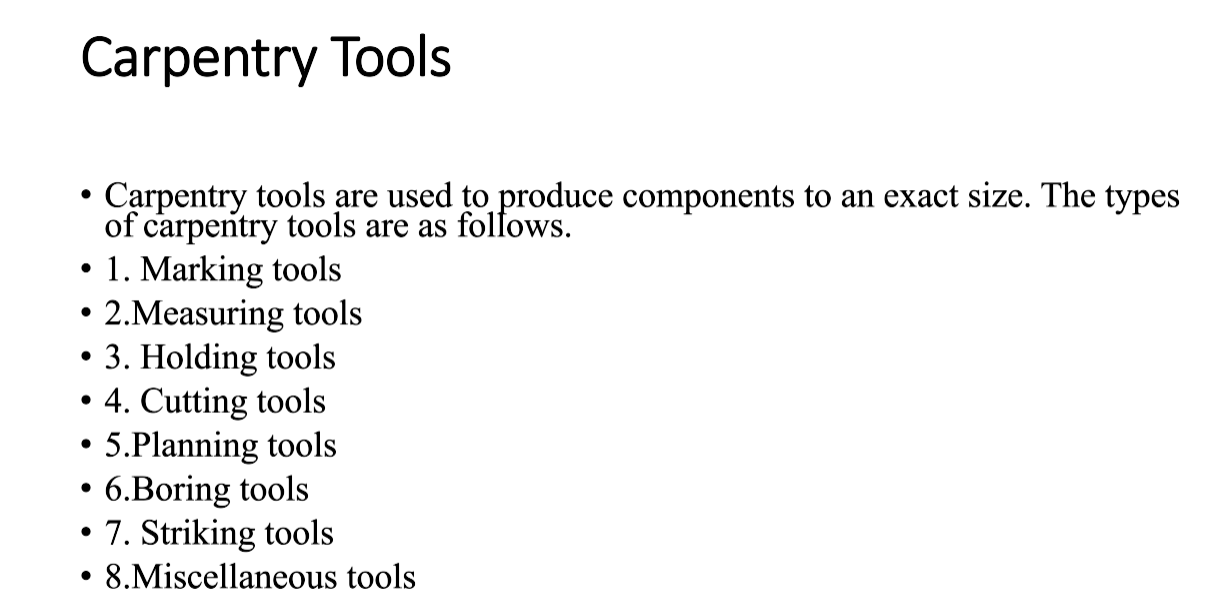 Carpentry Tools
• Carpentry tools are used to produce components to an exact size. The types
of carpentry tools are as follows.
• 1. Marking tools
• 2.Measuring tools
• 3. Holding tools
• 4. Cutting tools
• 5.Planning tools
• 6.Boring tools
• 7. Striking tools
• 8.Miscellaneous tools